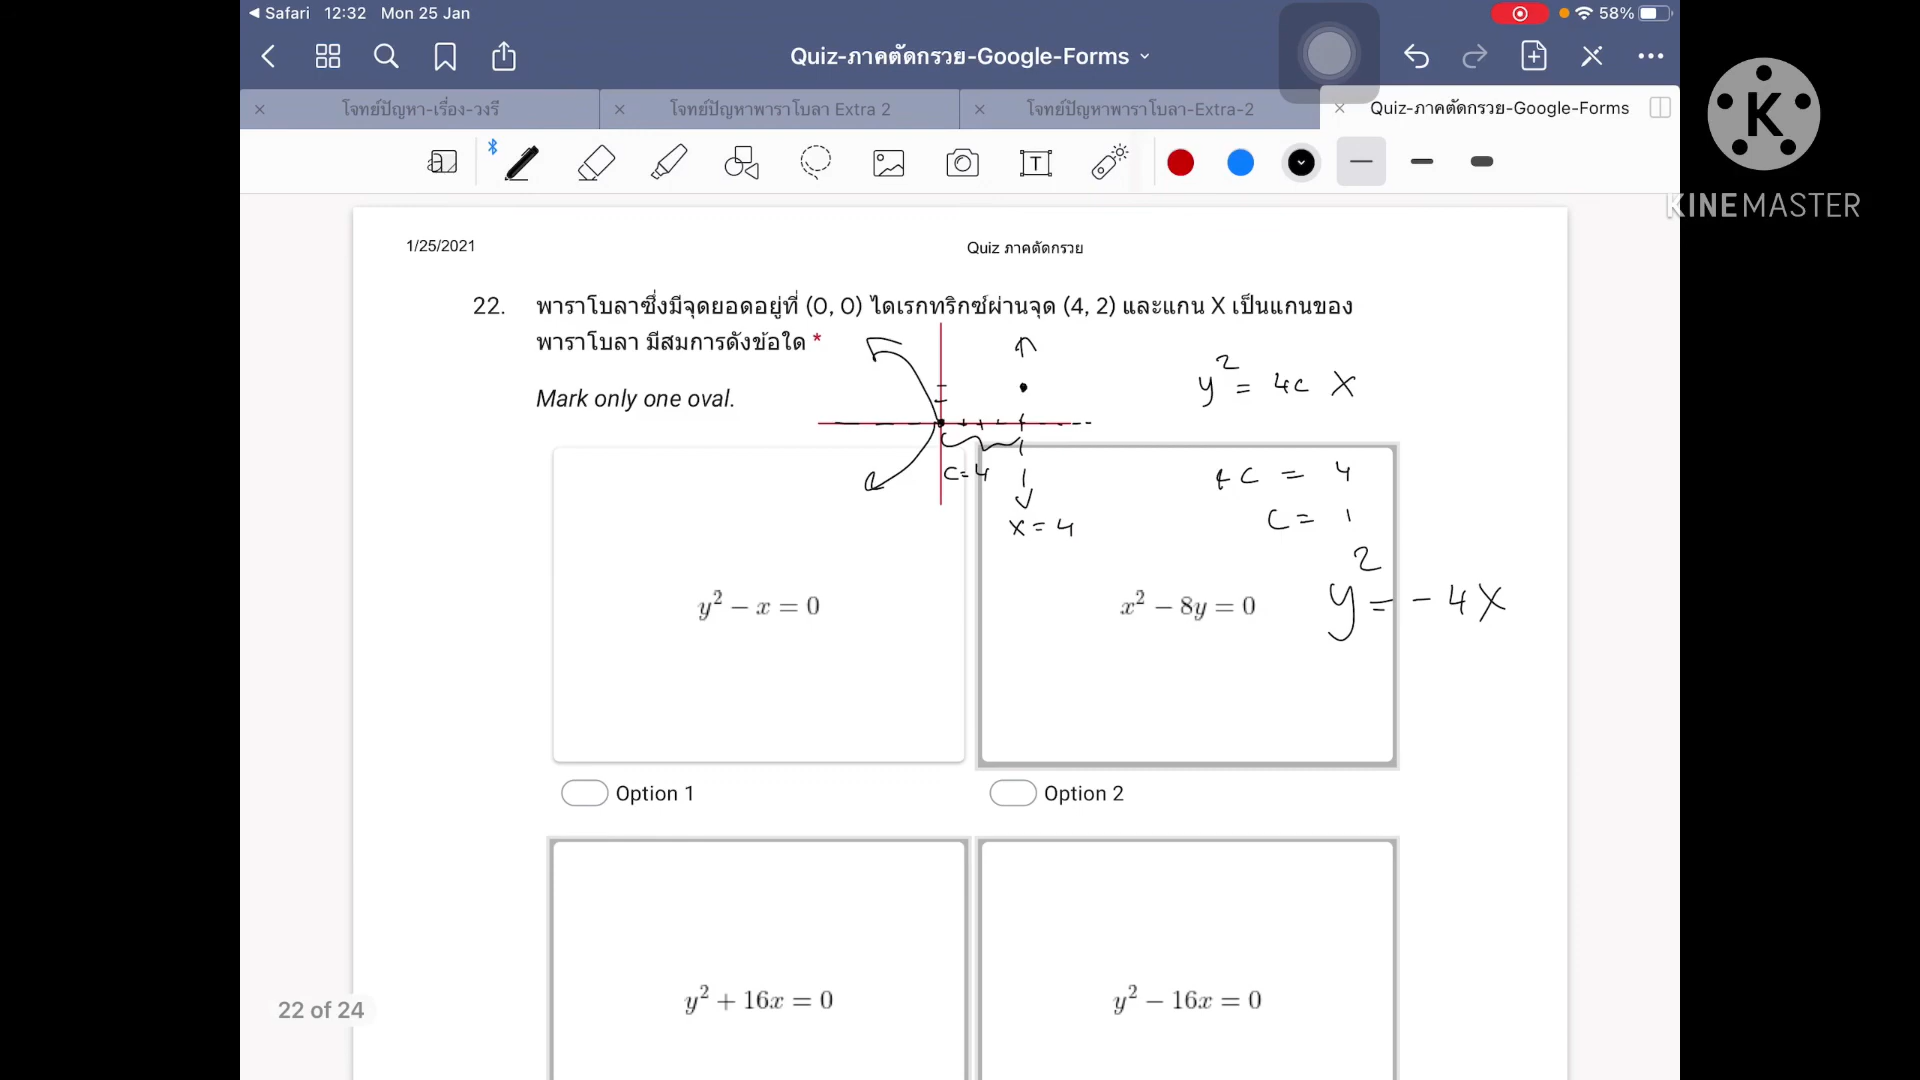 Safari 12:32 Mon 25 Jan
58%
Quiz-ภาคตัดกรวย-Google-Forms
โจทย์ปัญหา-เรื่อง-วงรี
โจทย์ปัญหาพาราโบลา Extra 2
โจทย์ปัญหาพาราโบลา-Extra-2
Quiz-ภาคตัดกรวย-Google-Forms
K
KINEMASTER
1/25/2021
Quiz ภาคตัดกรวย
22. พาราโบลาซึ่งมีจุดยอดอยู่ที่ (0, 0) ไดเรกทริกซ์ผ่านจุด (4, 2) และแกน X เป็นแกนของ
พาราโบลา มีสมการดังข้อใด *
y² = 4c X
Mark only one oval.
C=4
C = 4
x = 4
C = 1
y² = - 4X
y² − x = 0
x² − 8y = 0
Option 1
Option 2
y² + 16x = 0
y² − 16x = 0
22 of 24